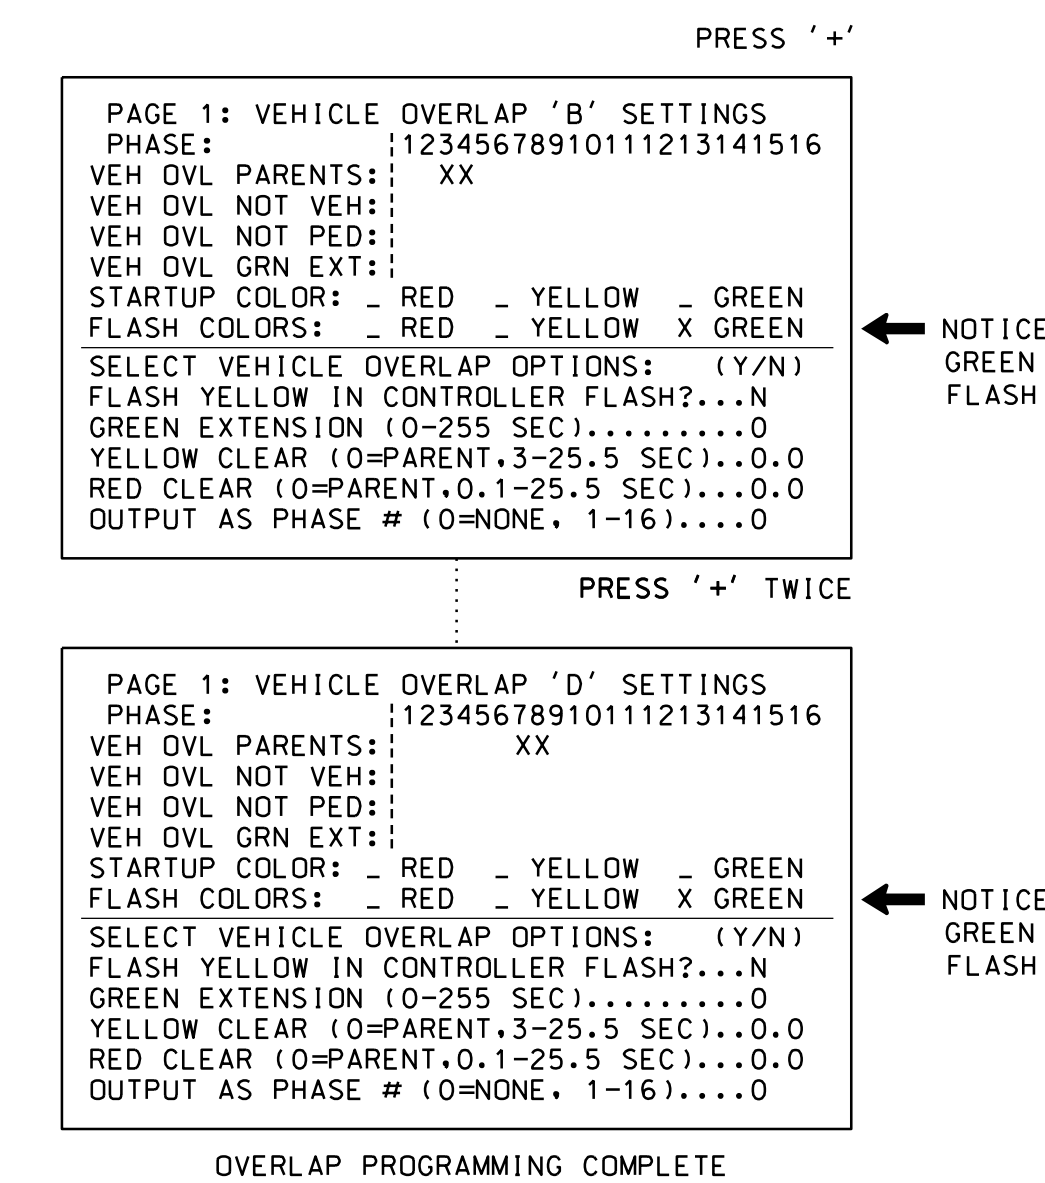 PRESS '+'
PAGE 1: VEHICLE OVERLAP 'B' SETTINGS
PHASE: 12345678910111213141516
VEH OVL PARENTS: XX
VEH OVL NOT VEH:
VEH OVL NOT PED:
VEH OVL GRN EXT:
STARTUP COLOR: _ RED _ YELLOW _ GREEN
FLASH COLORS: _ RED _ YELLOW X GREEN
NOTICE
GREEN
FLASH
SELECT VEHICLE OVERLAP OPTIONS: (Y/N)
FLASH YELLOW IN CONTROLLER FLASH?...N
GREEN EXTENSION (0-255 SEC).........0
YELLOW CLEAR (0=PARENT,3-25.5 SEC)..0.0
RED CLEAR (0=PARENT,0.1-25.5 SEC)...0.0
OUTPUT AS PHASE # (0=NONE, 1-16)....0
PRESS '+' TWICE
PAGE 1: VEHICLE OVERLAP 'D' SETTINGS
PHASE: 12345678910111213141516
VEH OVL PARENTS: XX
VEH OVL NOT VEH:
VEH OVL NOT PED:
VEH OVL GRN EXT:
STARTUP COLOR: _ RED _ YELLOW _ GREEN
FLASH COLORS: _ RED _ YELLOW X GREEN
NOTICE
GREEN
FLASH
SELECT VEHICLE OVERLAP OPTIONS: (Y/N)
FLASH YELLOW IN CONTROLLER FLASH?...N
GREEN EXTENSION (0-255 SEC).........0
YELLOW CLEAR (0=PARENT,3-25.5 SEC)..0.0
RED CLEAR (0=PARENT,0.1-25.5 SEC)...0.0
OUTPUT AS PHASE # (0=NONE, 1-16)....0
OVERLAP PROGRAMMING COMPLETE